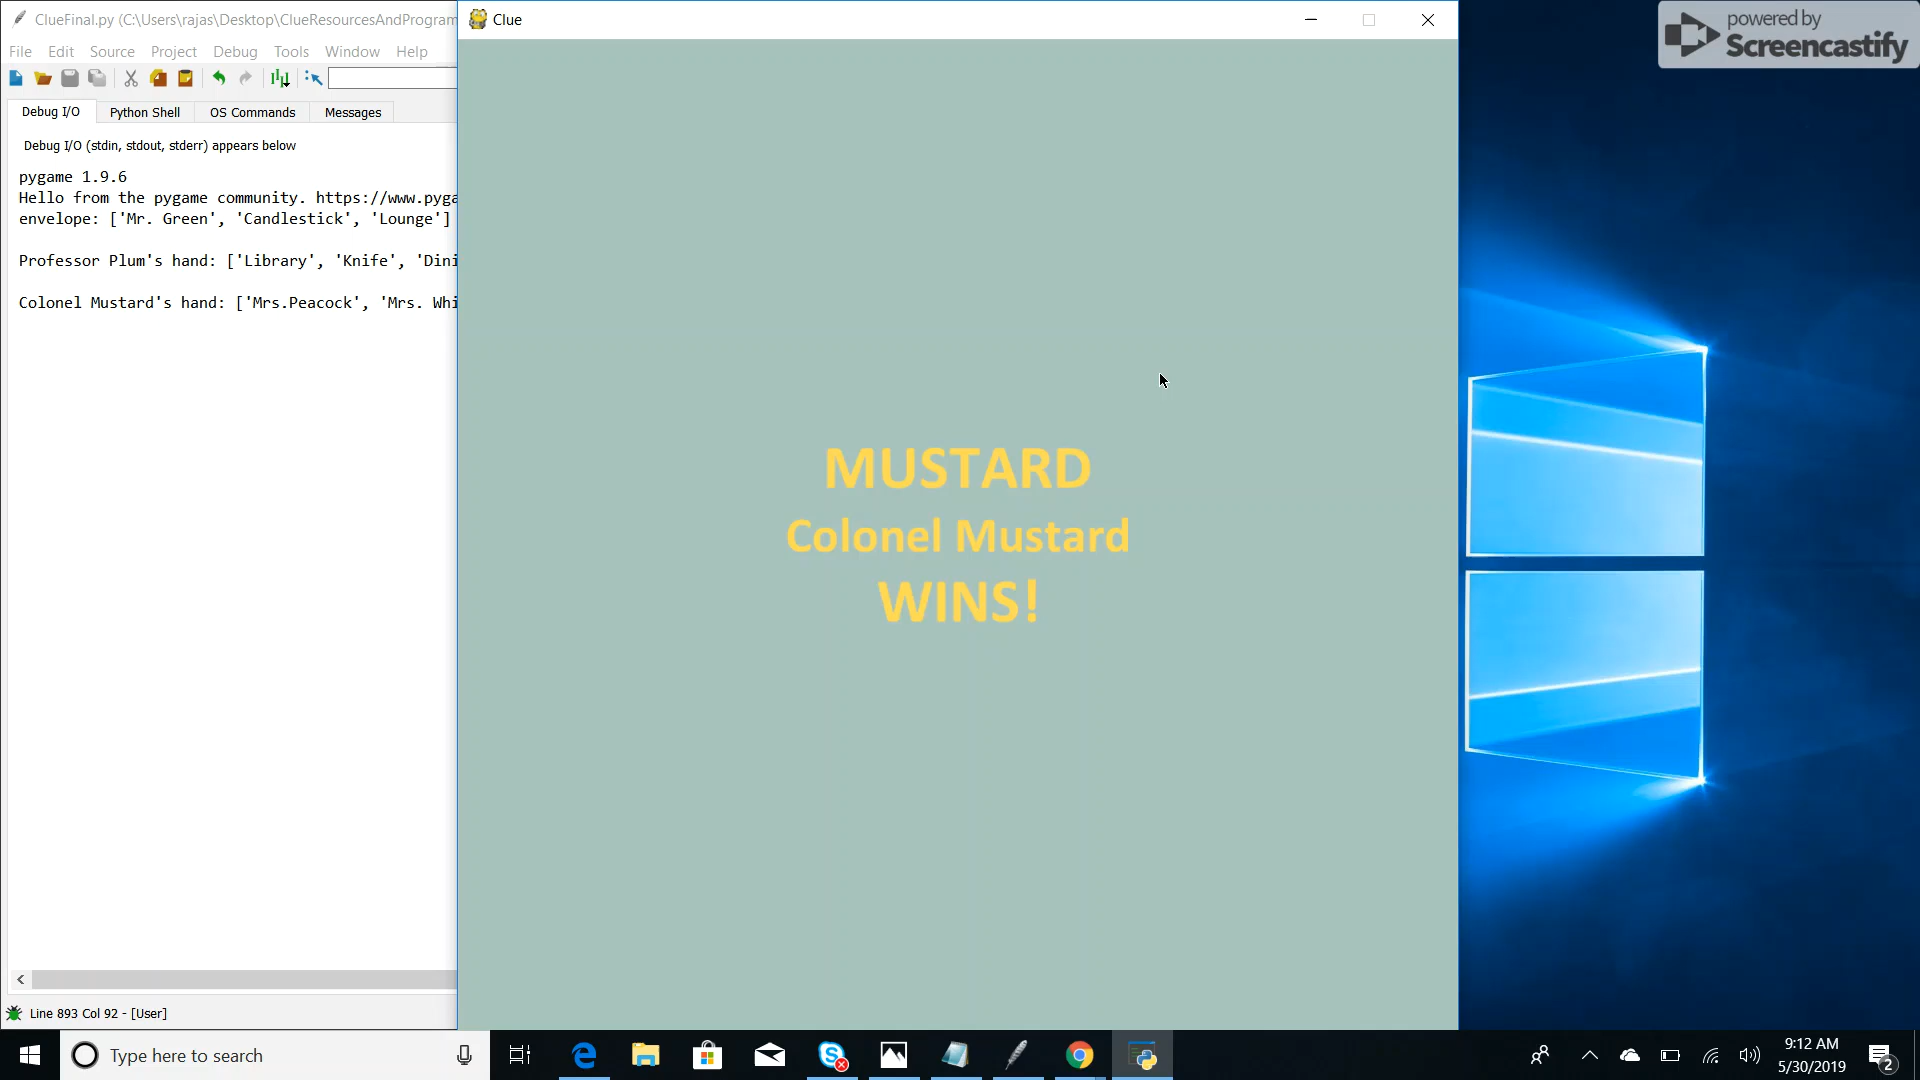 ClueFinal.py (C:\Users\rajas\Desktop\ClueResourcesAndProgram
File Edit Source Project Debug Tools Window Help
Debug I/O Python Shell OS Commands Messages
Debug I/O (stdin, stdout, stderr) appears below
pygame 1.9.6
Hello from the pygame community. https://www.pyga
envelope: ['Mr. Green', 'Candlestick', 'Lounge']
Professor Plum's hand: ['Library', 'Knife', 'Dini
Colonel Mustard's hand: ['Mrs.Peacock', 'Mrs. Whi
Line 893 Col 92 - [User]
Clue
MUSTARD
Colonel Mustard
WINS!
powered by
Screencastify
Type here to search
9:12 AM
5/30/2019
2